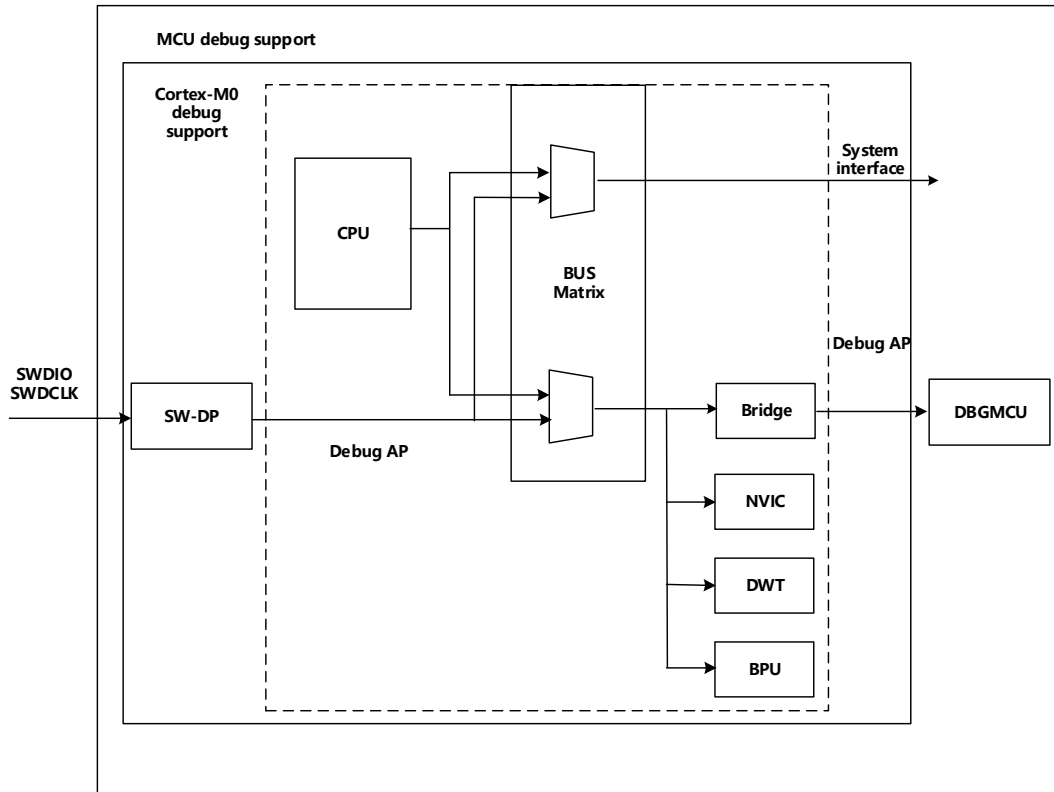 MCU debug support
Cortex-M0
debug
support
System
interface
CPU
BUS
Matrix
Debug AP
SWDIO
SWDCLK
SW-DP
Bridge
DBGMCU
Debug AP
NVIC
DWT
BPU